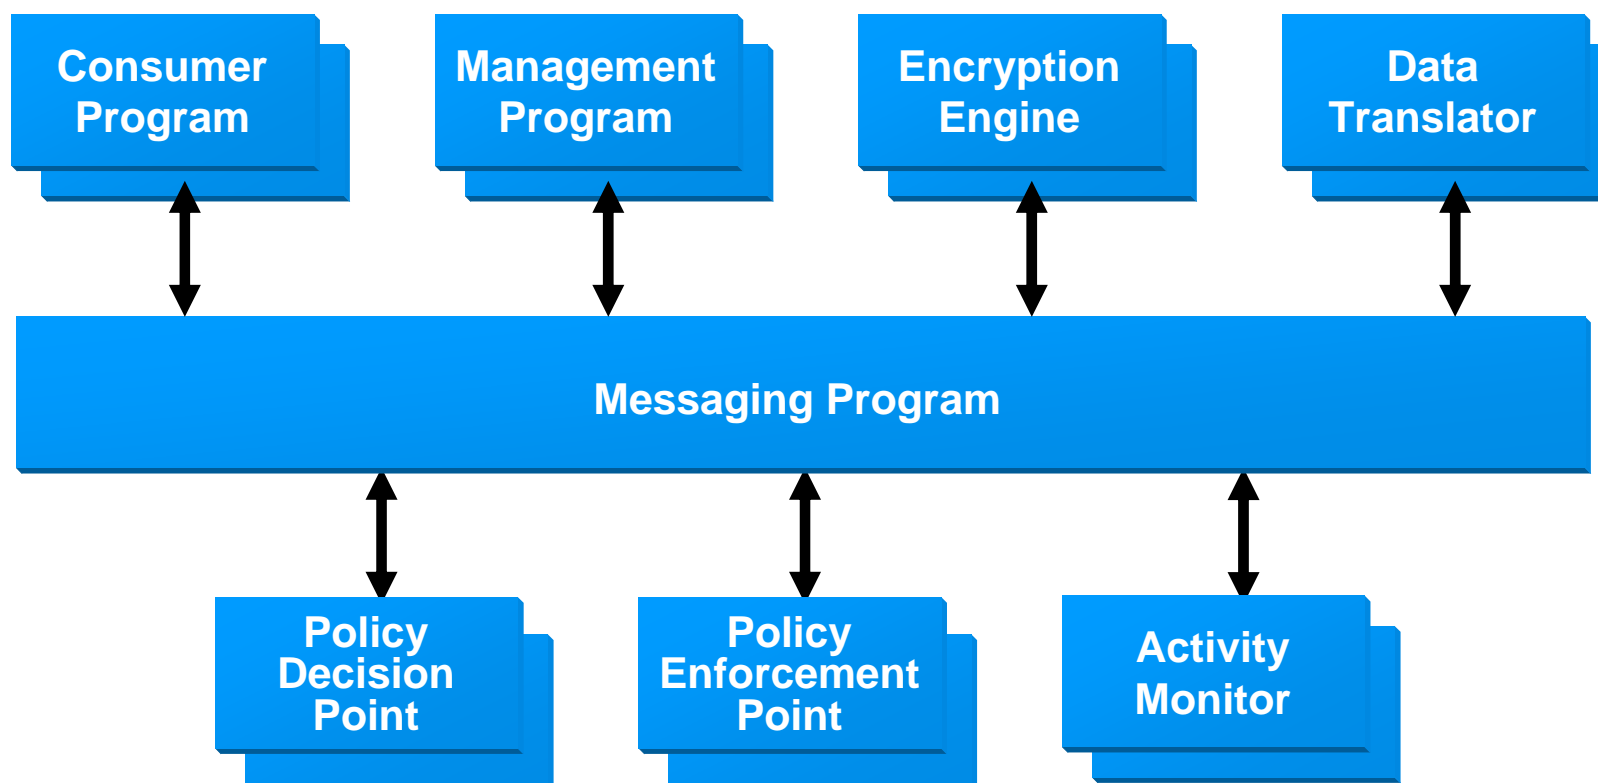 Consumer
Program
Management
Program
Encryption
Engine
Data
Translator
Messaging Program
Policy
Decision
Point
Policy
Enforcement
Point
Activity
Monitor